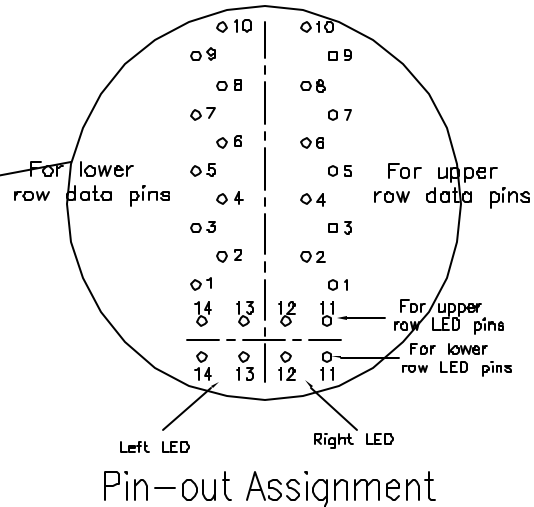 10 10
9 9
8 8
7 7
6 6
For lower
row data pins
5 5
For upper
row data pins
4 4
3 3
2 2
1 1
14 13 12 11
For upper
row LED pins
For lower
row LED pins
14 13 12 11
Left LED
Right LED
Pin-out Assignment